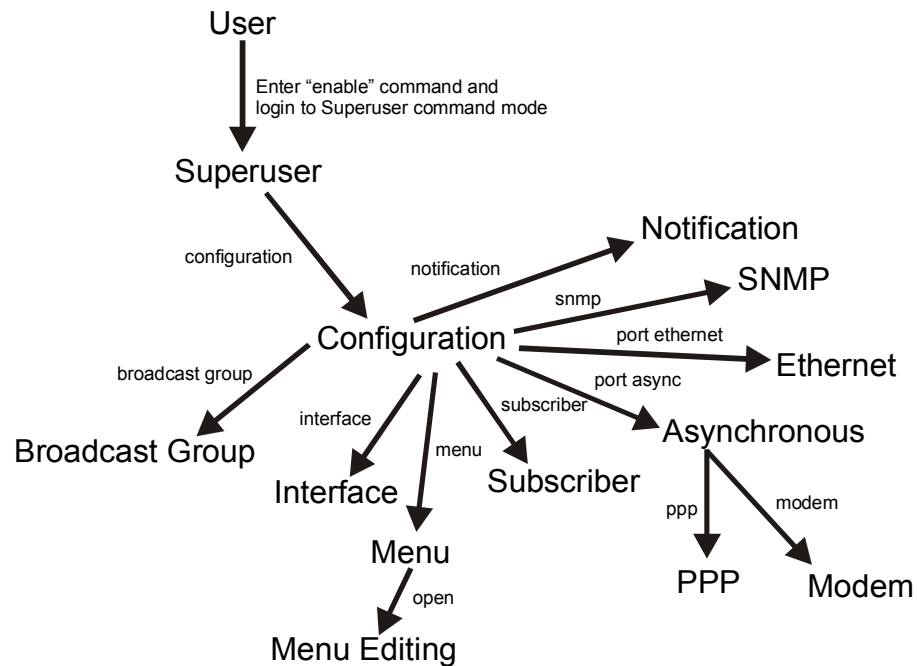 User
Enter “enable” command and
login to Superuser command mode
Superuser
configuration
notification
Notification
snmp
SNMP
Configuration
port ethernet
Ethernet
broadcast group
port async
interface
subscriber
menu
Asynchronous
Broadcast Group
Interface
Subscriber
ppp
modem
Menu
PPP
Modem
open
Menu Editing